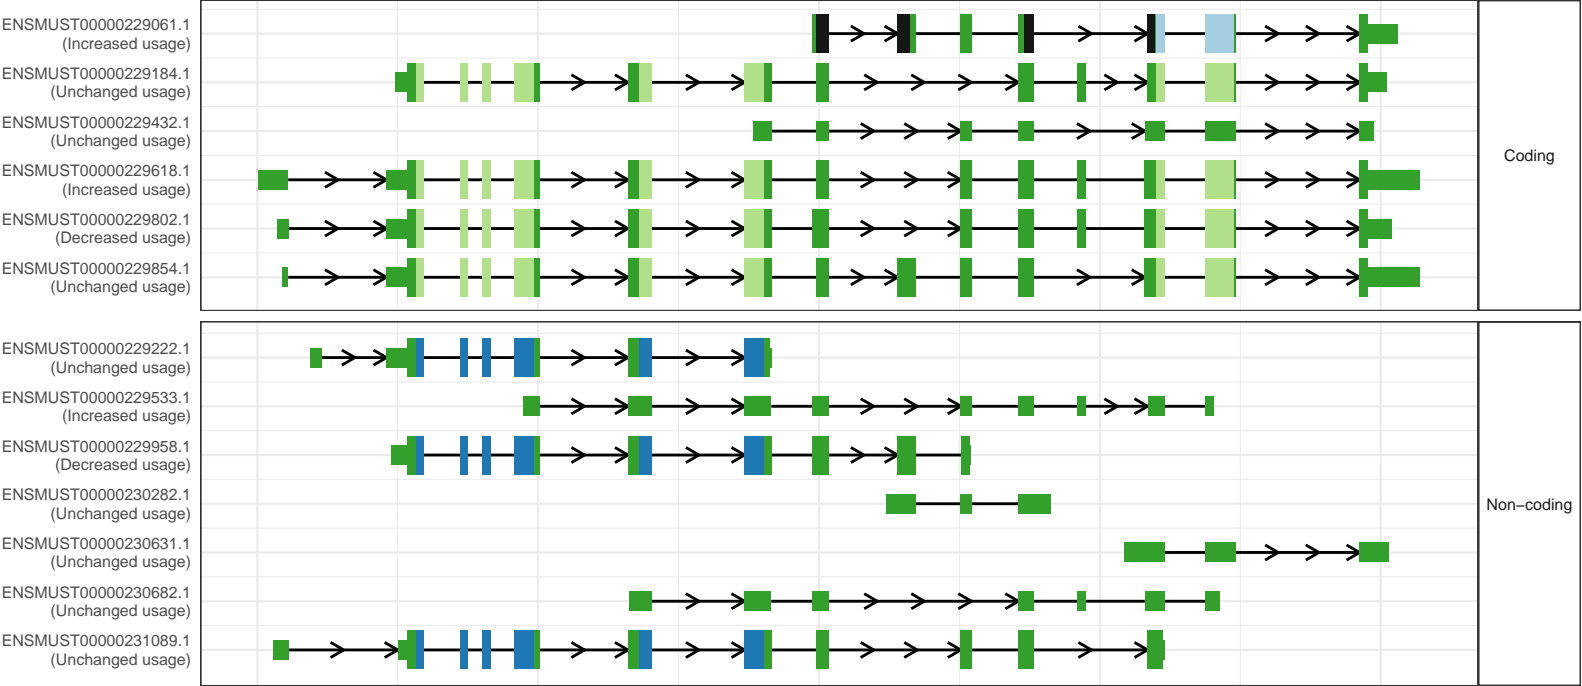 ENSMUST00000229061.1
(Increased usage)
ENSMUST00000229184.1
(Unchanged usage)
ENSMUST00000229432.1
(Unchanged usage)
ENSMUST00000229618.1
(Increased usage)
ENSMUST00000229802.1
(Decreased usage)
ENSMUST00000229854.1
(Unchanged usage)
Coding
ENSMUST00000229222.1
(Unchanged usage)
ENSMUST00000229533.1
(Increased usage)
ENSMUST00000229958.1
(Decreased usage)
ENSMUST00000230282.1
(Unchanged usage)
ENSMUST00000230631.1
(Unchanged usage)
ENSMUST00000230682.1
(Unchanged usage)
ENSMUST00000231089.1
(Unchanged usage)
Non−coding